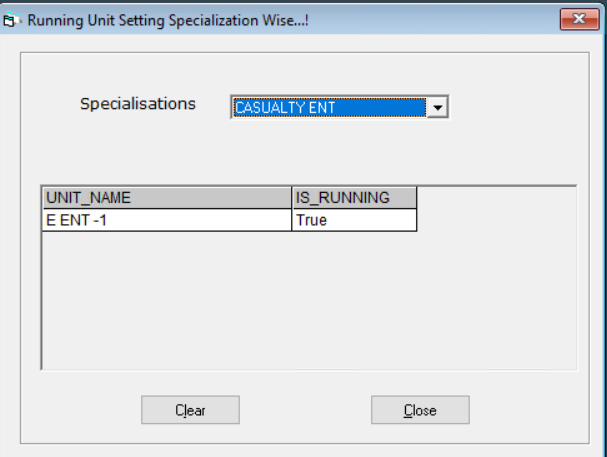 Running Unit Setting Specialization Wise...!
Specialisations CASUALTY ENT
UNIT_NAME IS_RUNNING
E ENT -1 True
Clear Close